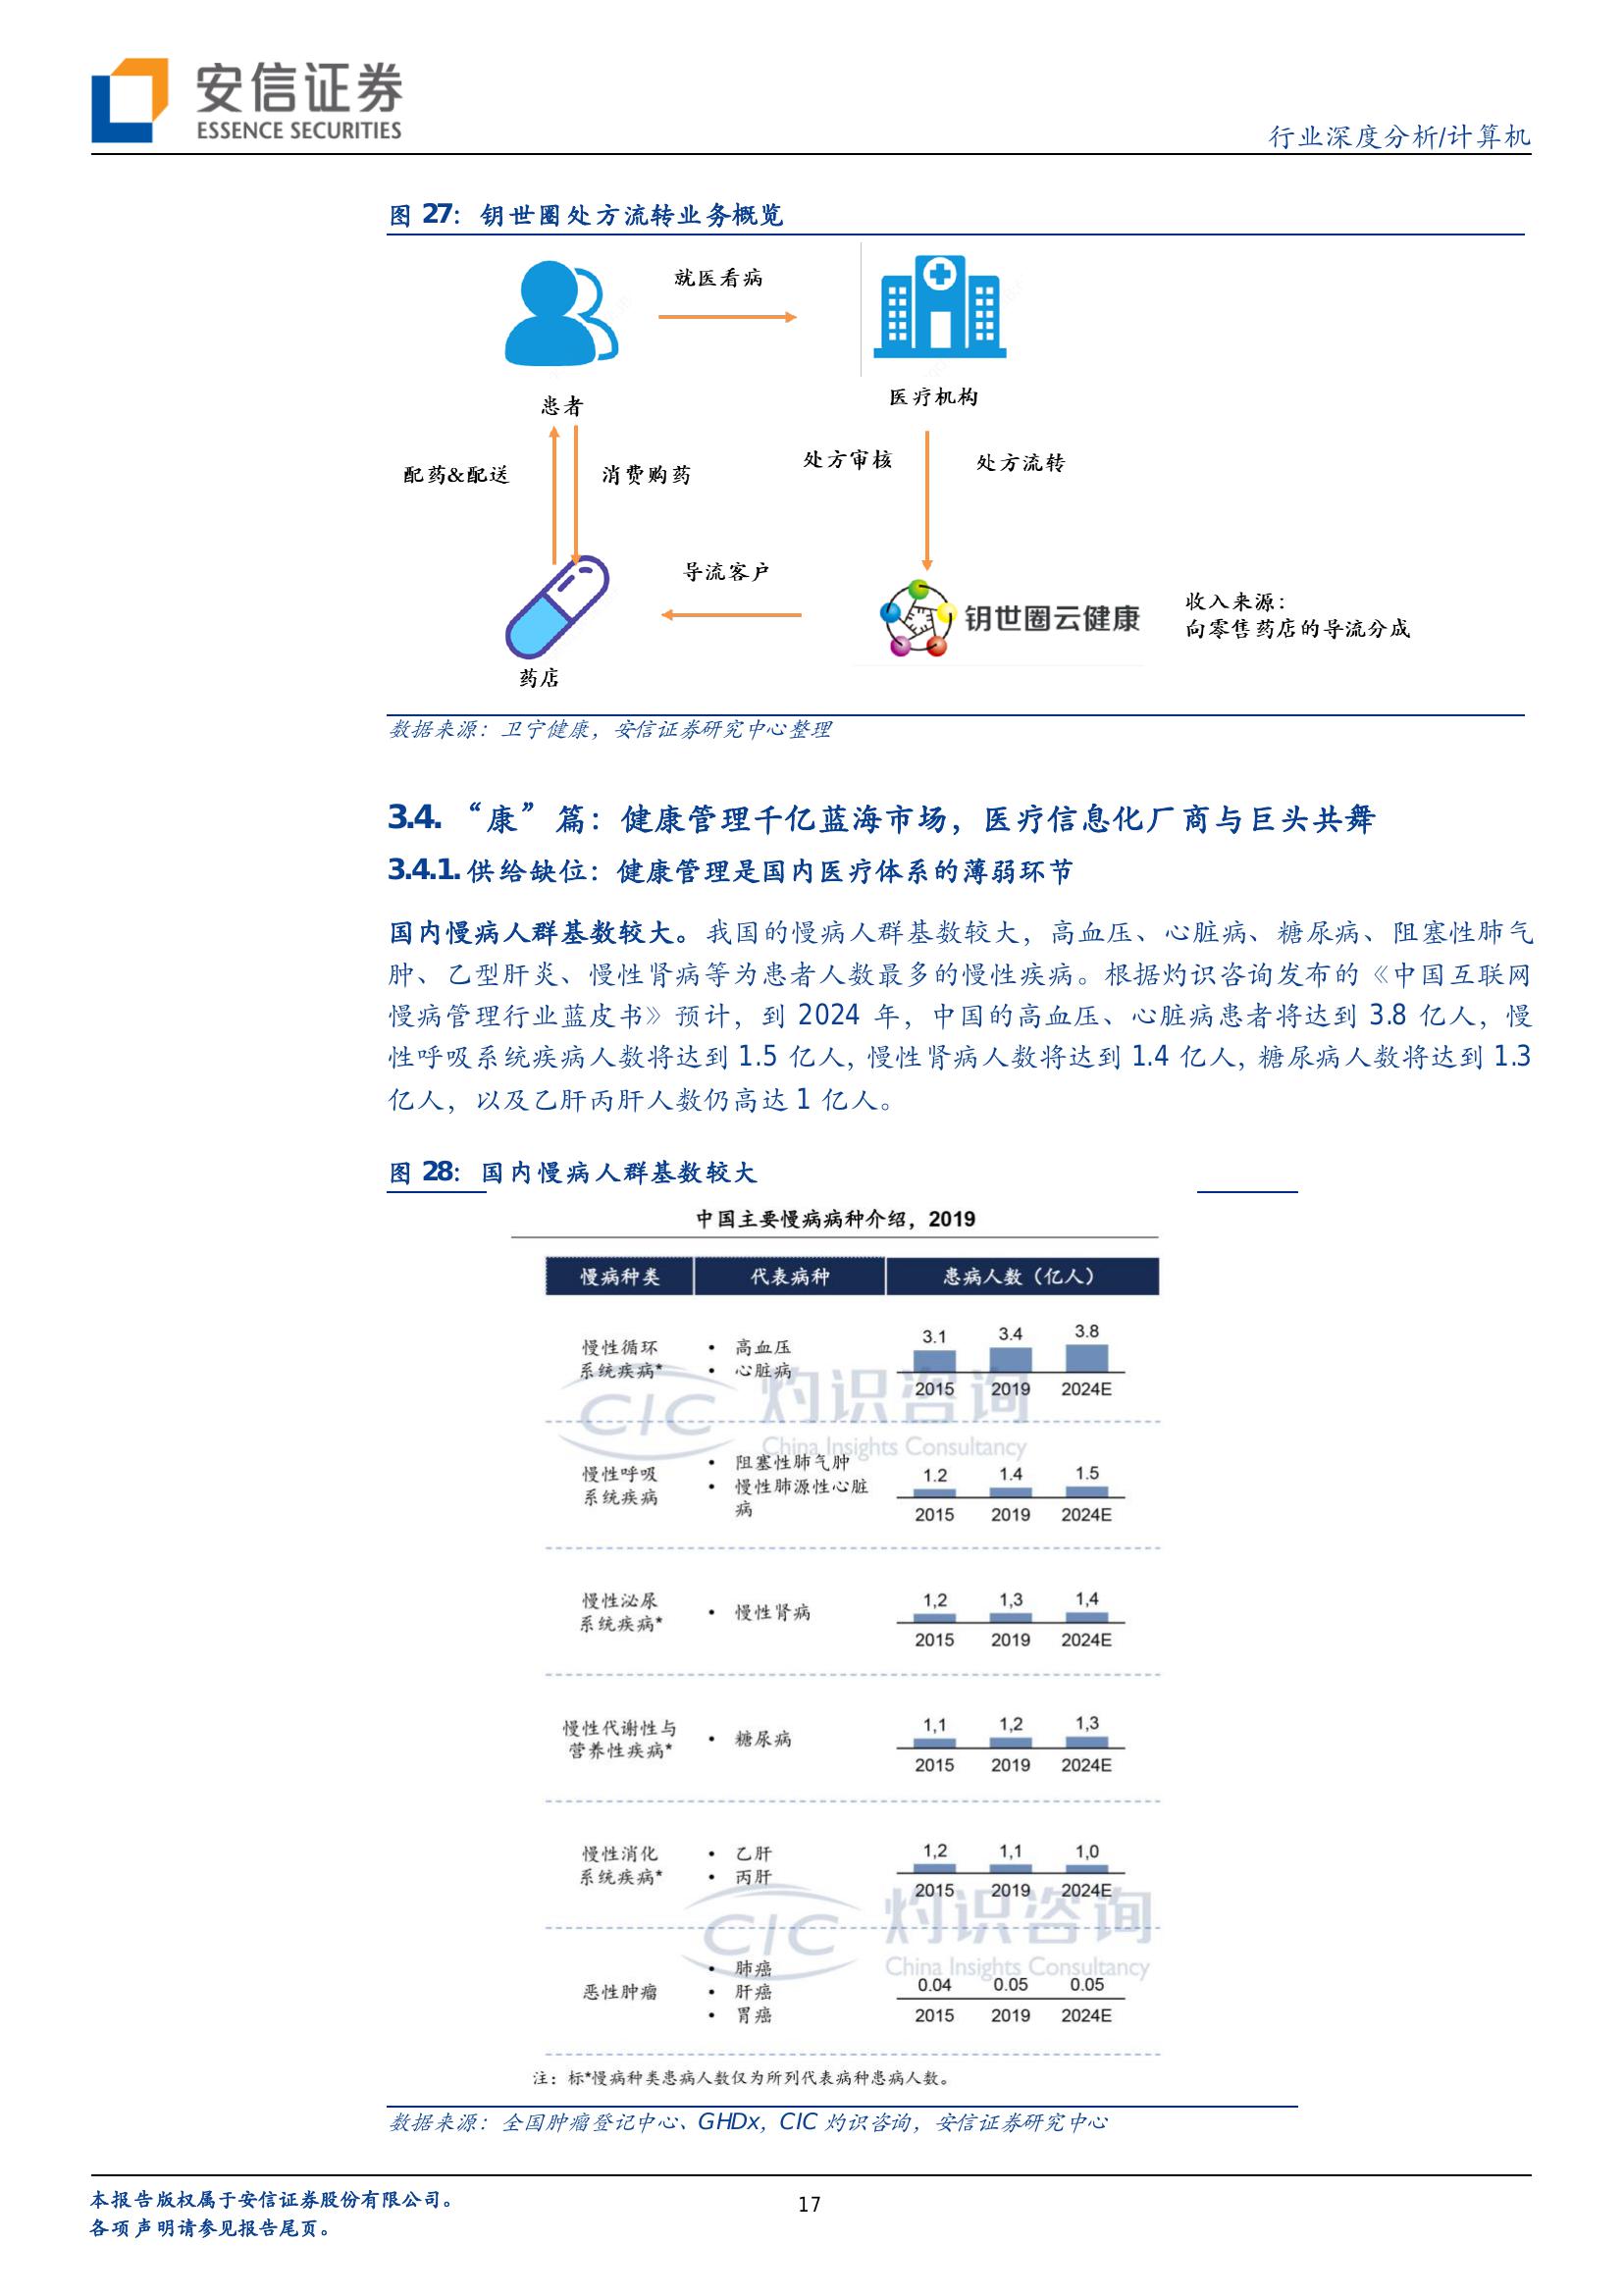 安信证券
ESSENCE SECURITIES
行业深度分析/计算机
图 27：钥世圈处方流转业务概览
就医看病
患者
医疗机构
配药&配送
消费购药
处方审核
处方流转
导流客户
钥世圈云健康
收入来源：
向零售药店的导流分成
药店
数据来源：卫宁健康，安信证券研究中心整理
3.4. “康”篇：健康管理千亿蓝海市场，医疗信息化厂商与巨头共舞
3.4.1. 供给缺位：健康管理是国内医疗体系的薄弱环节
国内慢病人群基数较大。我国的慢病人群基数较大，高血压、心脏病、糖尿病、阻塞性肺气
肿、乙型肝炎、慢性肾病等为患者人数最多的慢性疾病。根据灼识咨询发布的《中国互联网
慢病管理行业蓝皮书》预计，到 2024 年，中国的高血压、心脏病患者将达到 3.8 亿人，慢
性呼吸系统疾病人数将达到 1.5 亿人，慢性肾病人数将达到 1.4 亿人，糖尿病人数将达到 1.3
亿人，以及乙肝丙肝人数仍高达 1 亿人。
图 28：国内慢病人群基数较大
中国主要慢病病种介绍，2019
慢病种类 代表病种 患病人数（亿人）
慢性循环
系统疾病*
• 高血压
• 心脏病
3.1 3.4 3.8
2015 2019 2024E
CIC 灼识咨询
China Insights Consultancy
慢性呼吸
系统疾病
• 阻塞性肺气肿
• 慢性肺源性心脏
病
1.2 1.4 1.5
2015 2019 2024E
慢性泌尿
系统疾病*
• 慢性肾病
1,2 1,3 1,4
2015 2019 2024E
慢性代谢性与
营养性疾病*
• 糖尿病
1,1 1,2 1,3
2015 2019 2024E
慢性消化
系统疾病*
• 乙肝
• 丙肝
1,2 1,1 1,0
2015 2019 2024E
CIC 灼识咨询
China Insights Consultancy
恶性肿瘤
• 肺癌
• 肝癌
• 胃癌
0.04 0.05 0.05
2015 2019 2024E
注：标*慢病种类患病人数仅为所列代表病种患病人数。
数据来源：全国肿瘤登记中心、GHDx，CIC 灼识咨询，安信证券研究中心
本报告版权属于安信证券股份有限公司。
各项声明请参见报告尾页。
17